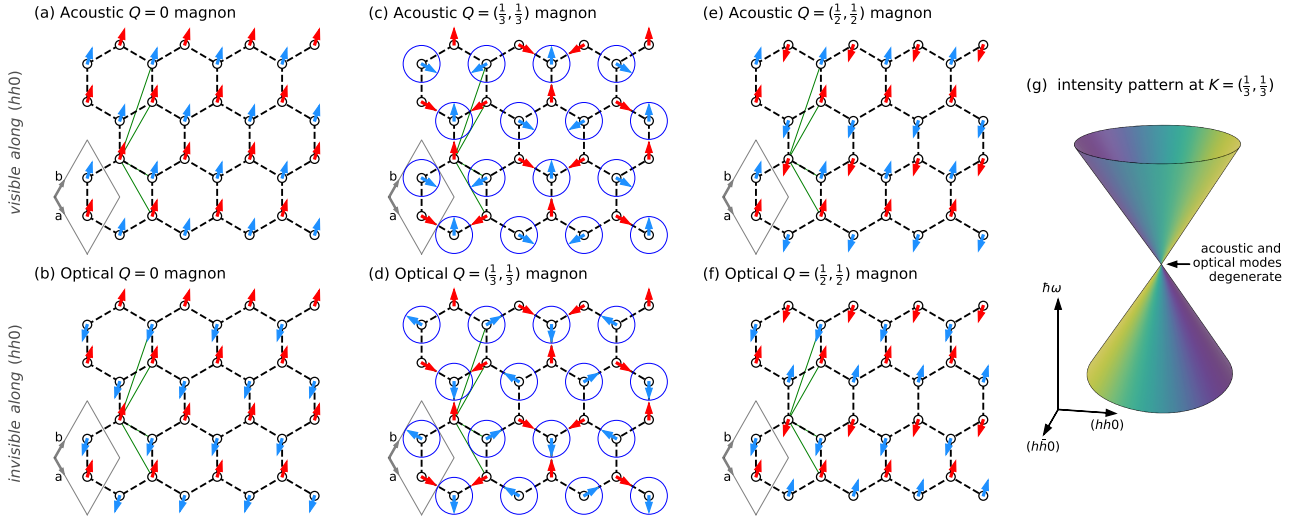 (a) Acoustic Q = 0 magnon
(c) Acoustic Q = (1/3, 1/3) magnon
(e) Acoustic Q = (1/2, 1/2) magnon
visible along (hh0)
b
a
b
a
b
a
(b) Optical Q = 0 magnon
(d) Optical Q = (1/3, 1/3) magnon
(f) Optical Q = (1/2, 1/2) magnon
invisible along (hh0)
b
a
b
a
b
a
(g) intensity pattern at K = (1/3, 1/3)
acoustic and
optical modes
degenerate
ħω
(hh0)
(hh̄0)